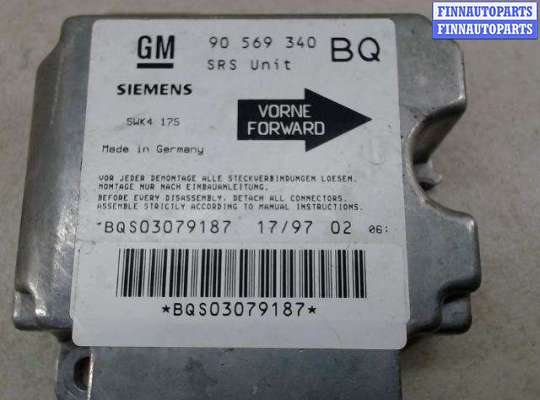 FINNAUTOPARTS
FINNAUTOPARTS
GM 90 569 340 BQ
SRS Unit
SIEMENS
5WK4 175
VORNE
FORWARD
Made in Germany
VOR JEDER DEMONTAGE ALLE STECKVERBINDUNGEN LOESEN.
MONTAGE NUR NACH EINBAUANLEITUNG.
BEFORE EVERY DISASSEMBLY, DETACH ALL CONNECTORS.
ASSEMBLE STRICTLY ACCORDING TO MANUAL INSTRUCTIONS.
*BQS03079187 17/97 02 06:
*BQS03079187*